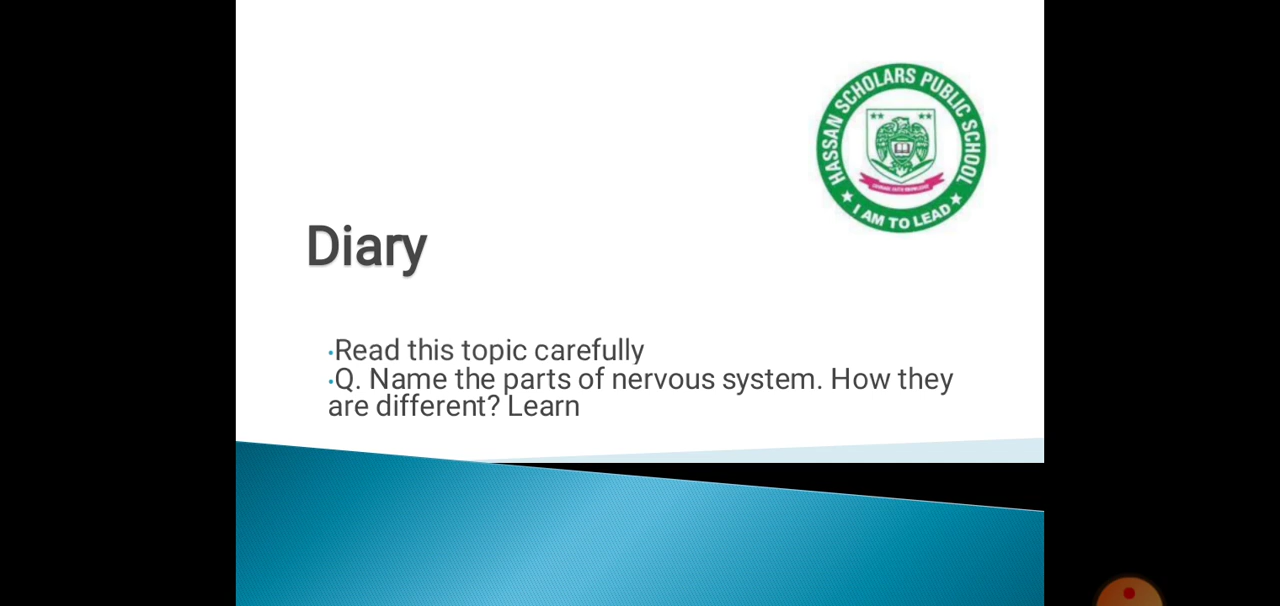 HASSAN SCHOLARS PUBLIC SCHOOL
I AM TO LEAD
Diary
•Read this topic carefully
•Q. Name the parts of nervous system. How they
are different? Learn